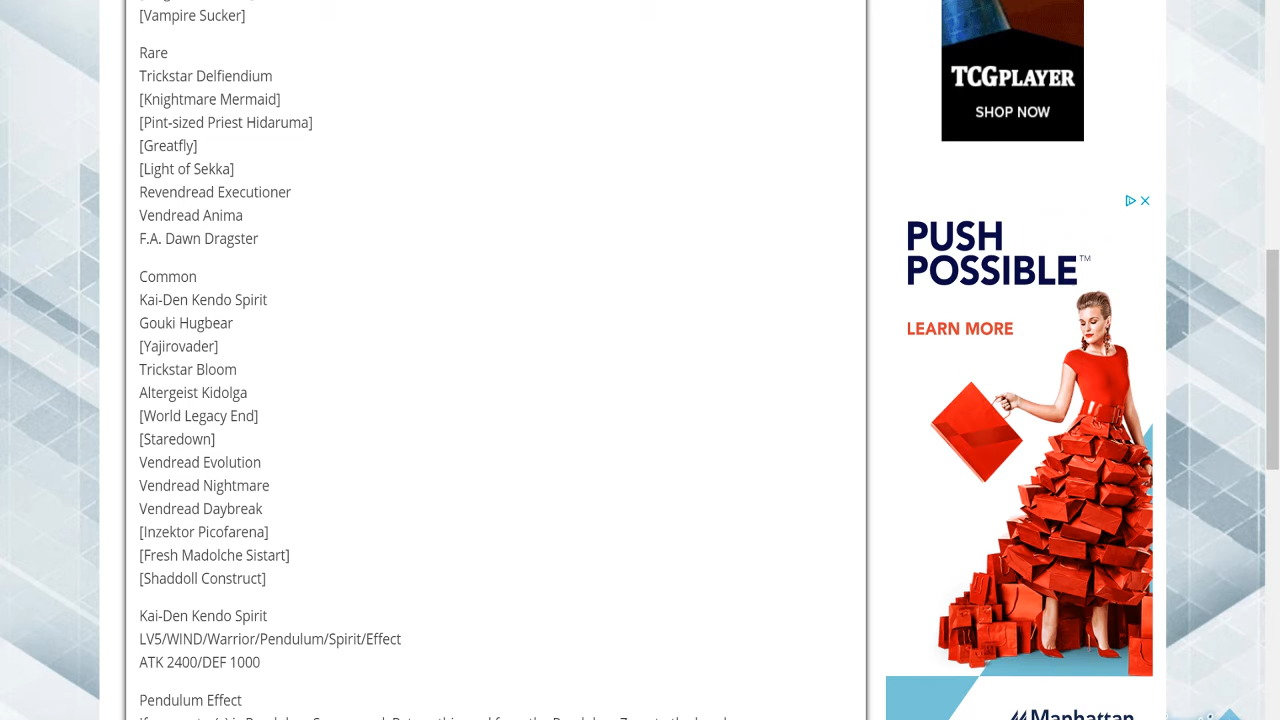 [Vampire Sucker]
Rare
Trickstar Delfiendium
[Knightmare Mermaid]
[Pint-sized Priest Hidaruma]
[Greatfly]
[Light of Sekka]
Revendread Executioner
Vendread Anima
F.A. Dawn Dragster
Common
Kai-Den Kendo Spirit
Gouki Hugbear
[Yajirovader]
Trickstar Bloom
Altergeist Kidolga
[World Legacy End]
[Staredown]
Vendread Evolution
Vendread Nightmare
Vendread Daybreak
[Inzektor Picofarena]
[Fresh Madolche Sistart]
[Shaddoll Construct]
Kai-Den Kendo Spirit
LV5/WIND/Warrior/Pendulum/Spirit/Effect
ATK 2400/DEF 1000
Pendulum Effect
TCGPLAYER
SHOP NOW
PUSH
POSSIBLE™
LEARN MORE
Manhattan